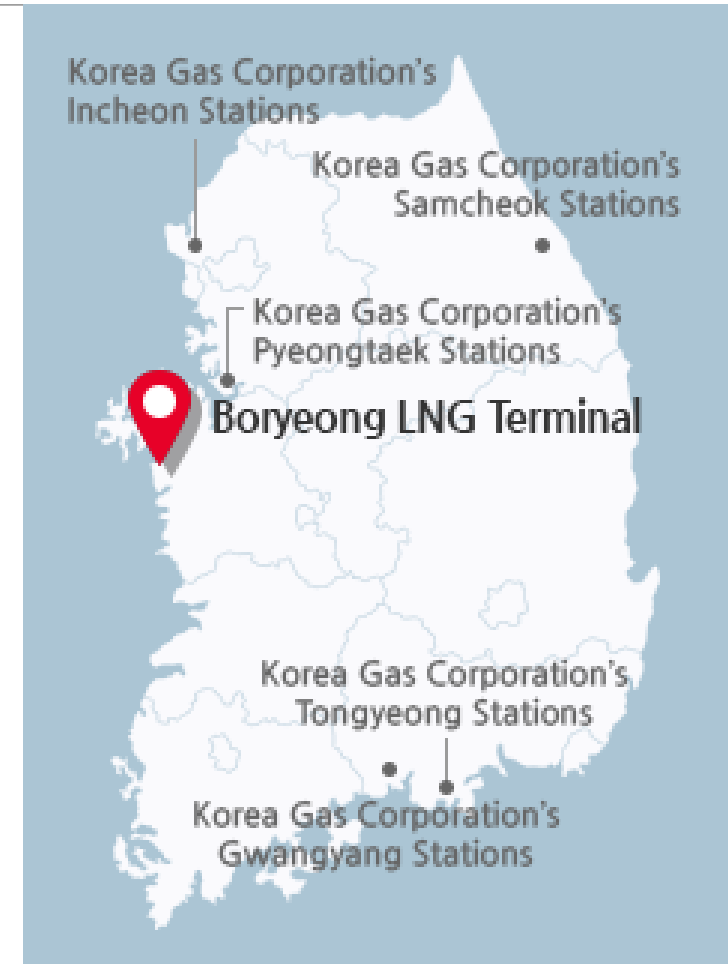 Korea Gas Corporation's
Incheon Stations
Korea Gas Corporation's
Samcheok Stations
Korea Gas Corporation's
Pyeongtaek Stations
Boryeong LNG Terminal
Korea Gas Corporation's
Tongyeong Stations
Korea Gas Corporation's
Gwangyang Stations